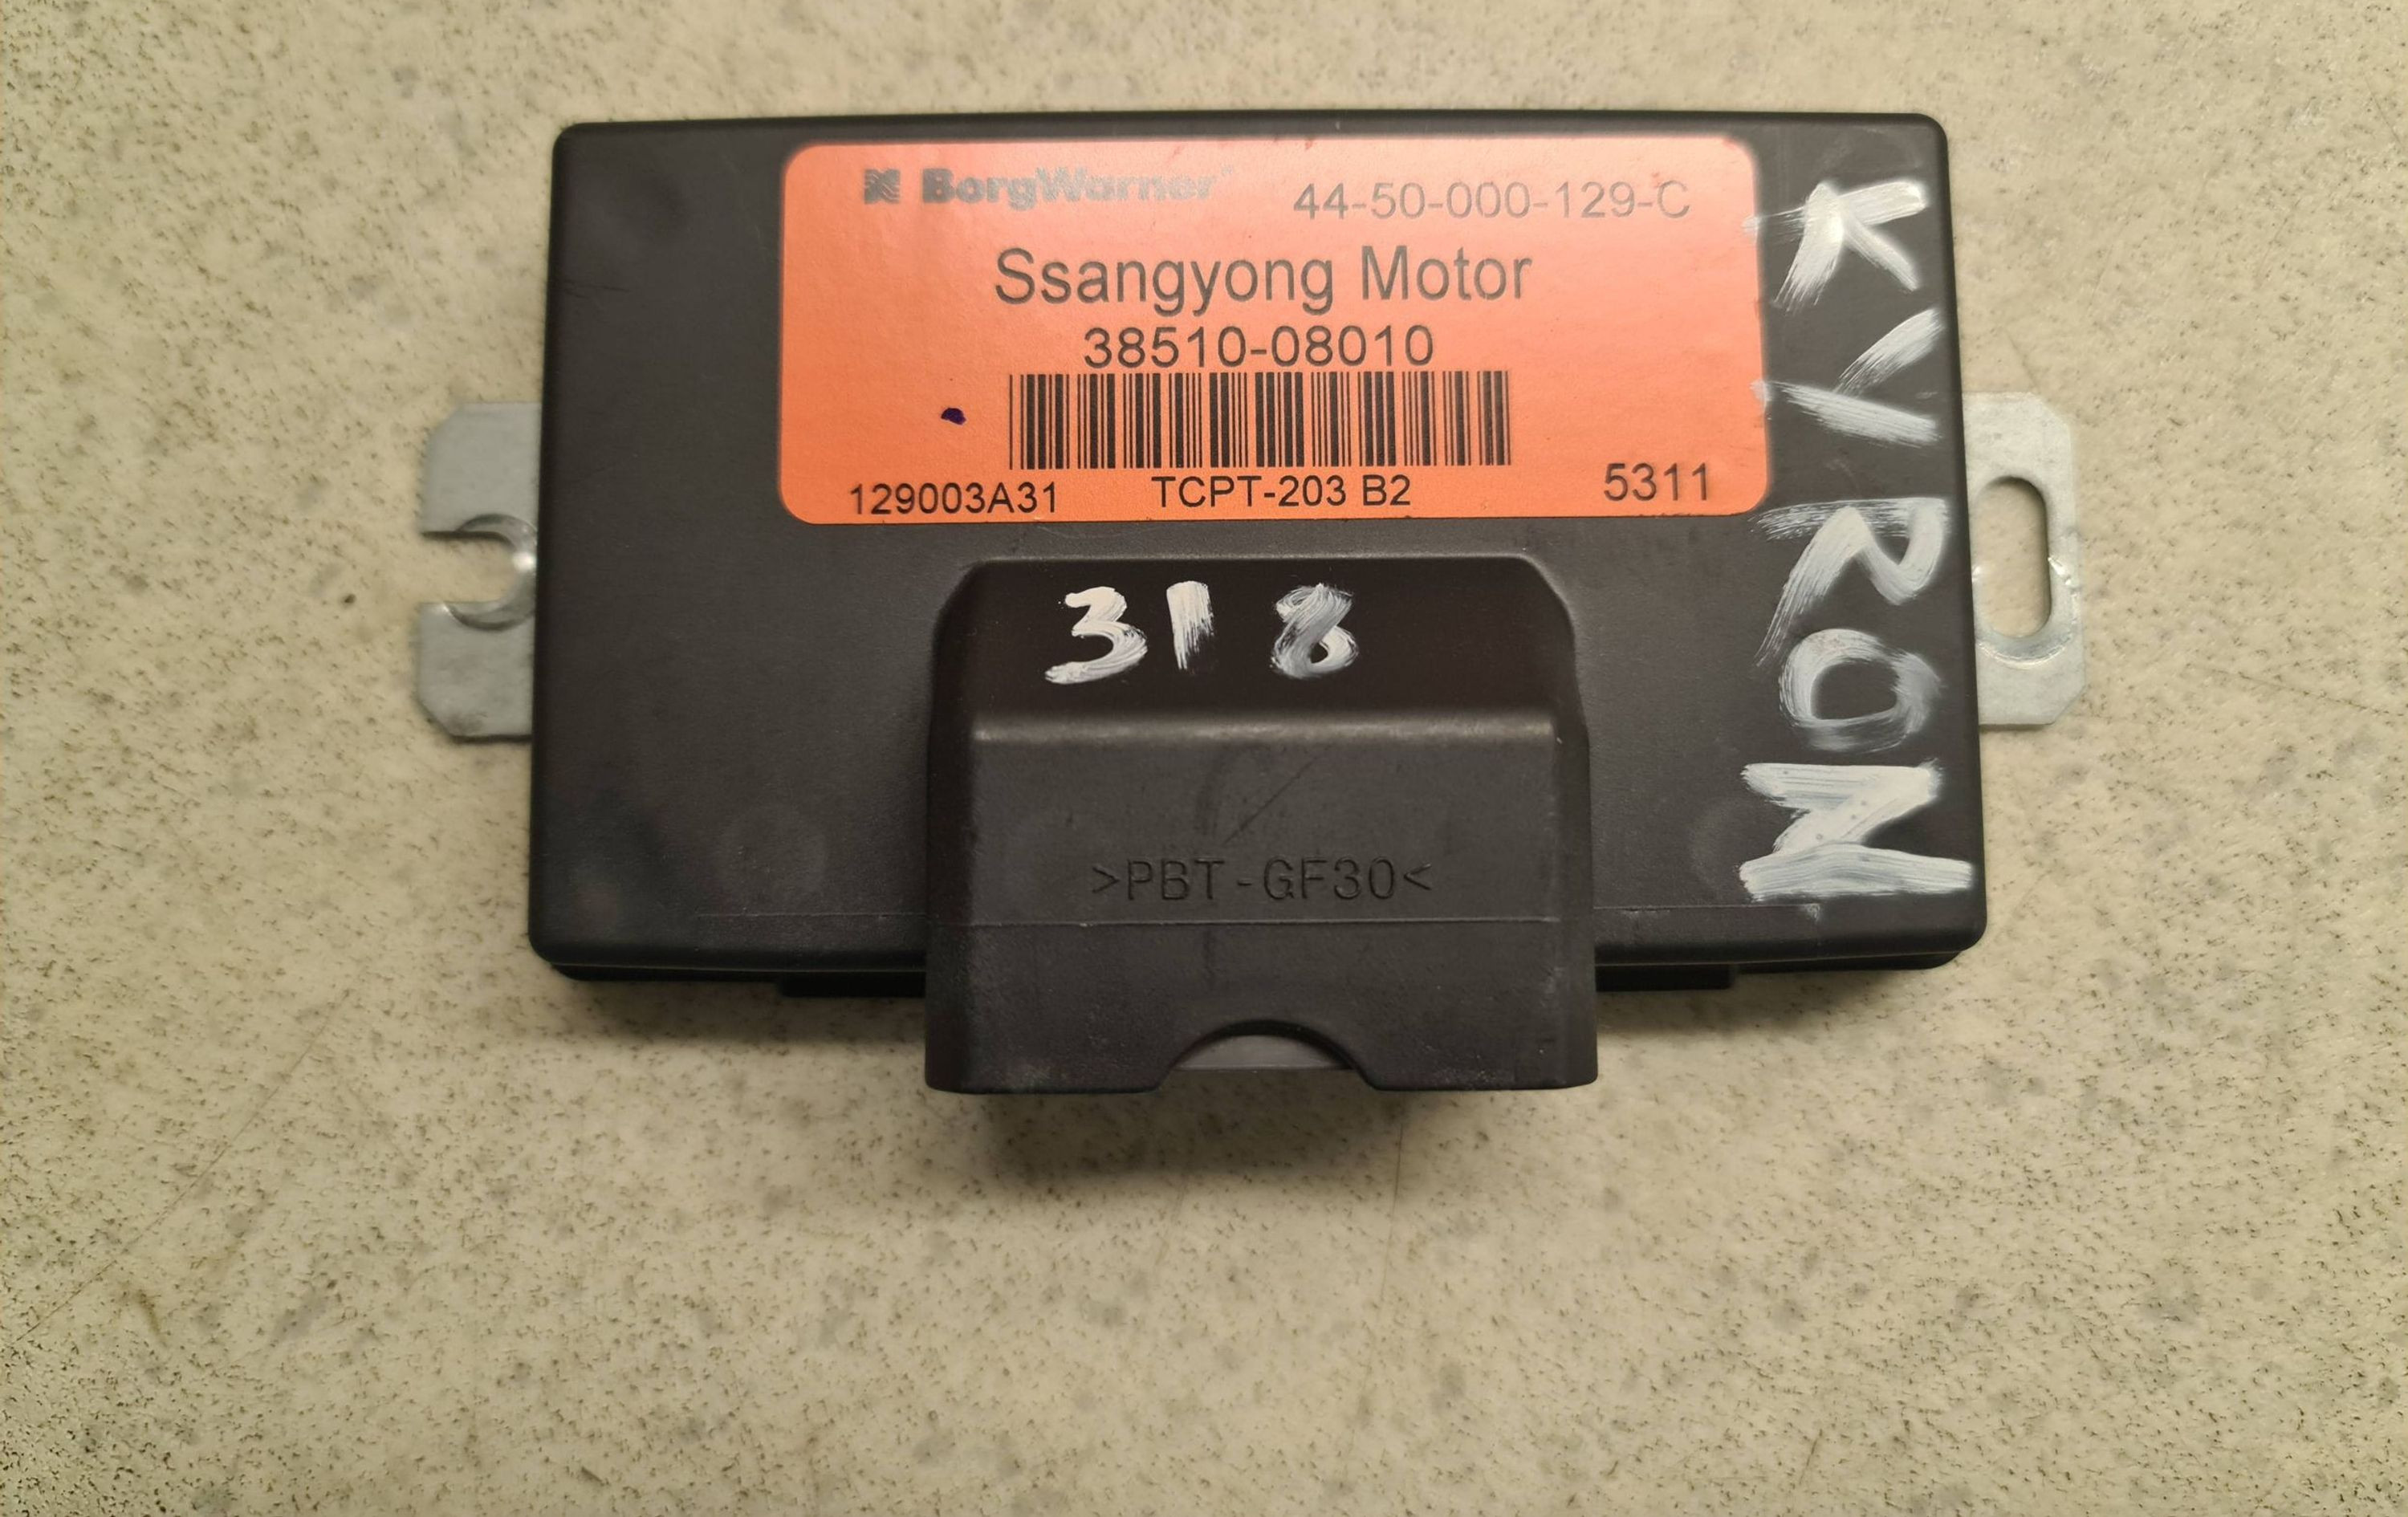 BorgWarner
44-50-000-129-C
Ssangyong Motor
38510-08010
129003A31
TCPT-203 B2
5311
KYRON
318
>PBT-GF30<